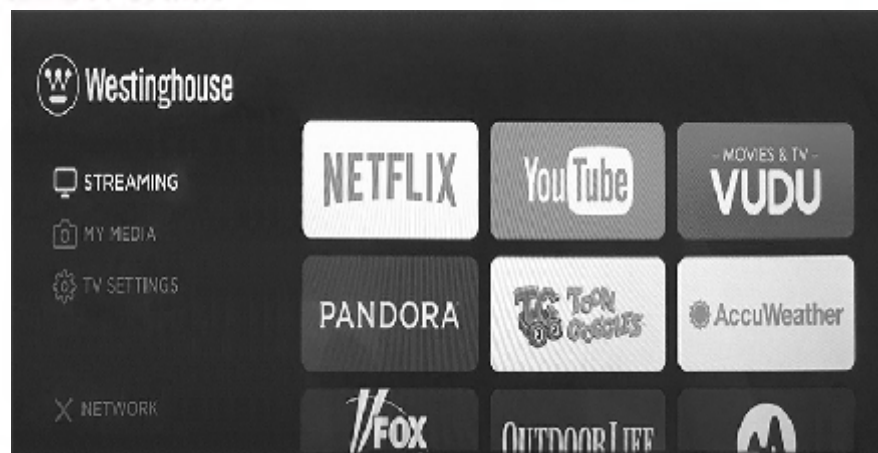 Westinghouse
STREAMING
MY MEDIA
TV SETTINGS
NETWORK
NETFLIX
YouTube
- MOVIES & TV -
VUDU
PANDORA
TG TOON
GOGGLES
AccuWeather
FOX
OUTDOOR LIFE